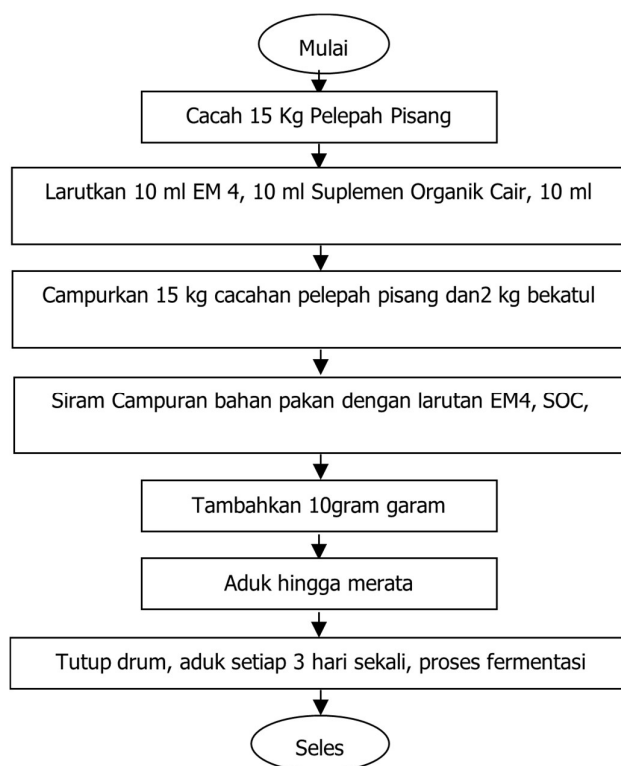 Mulai
Cacah 15 Kg Pelepah Pisang
Larutkan 10 ml EM 4, 10 ml Suplemen Organik Cair, 10 ml
Campurkan 15 kg cacahan pelepah pisang dan2 kg bekatul
Siram Campuran bahan pakan dengan larutan EM4, SOC,
Tambahkan 10gram garam
Aduk hingga merata
Tutup drum, aduk setiap 3 hari sekali, proses fermentasi
Seles